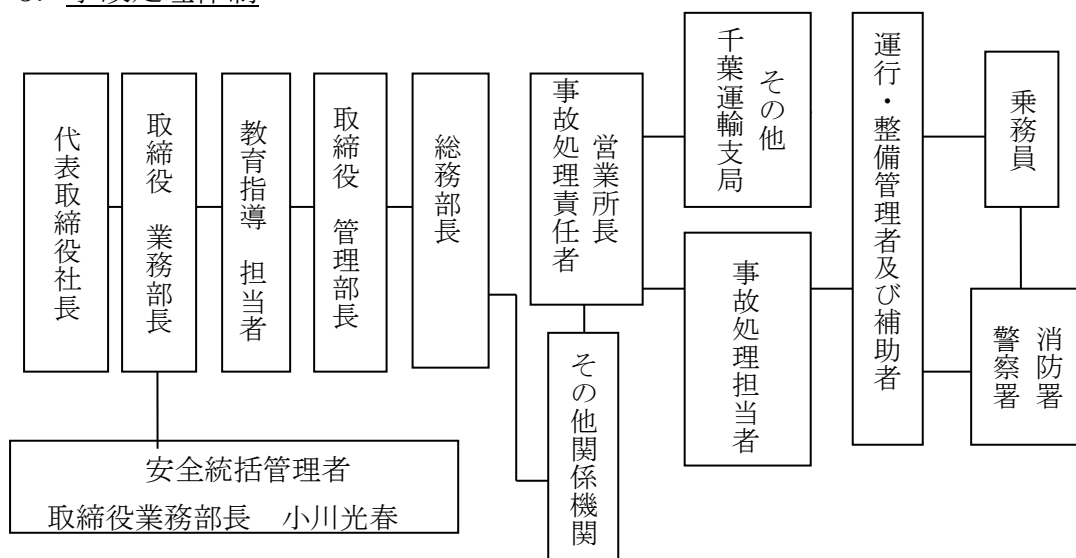 事故処理体制
代表取締役社長
取締役 業務部長
教育指導 担当者
取締役 管理部長
総務部長
営業所長
事故処理責任者
その他
千葉運輸支局
事故処理担当者
その他関係機関
運行・整備管理者及び補助者
乗務員
消防署
警察署
安全統括管理者
取締役業務部長 小川光春